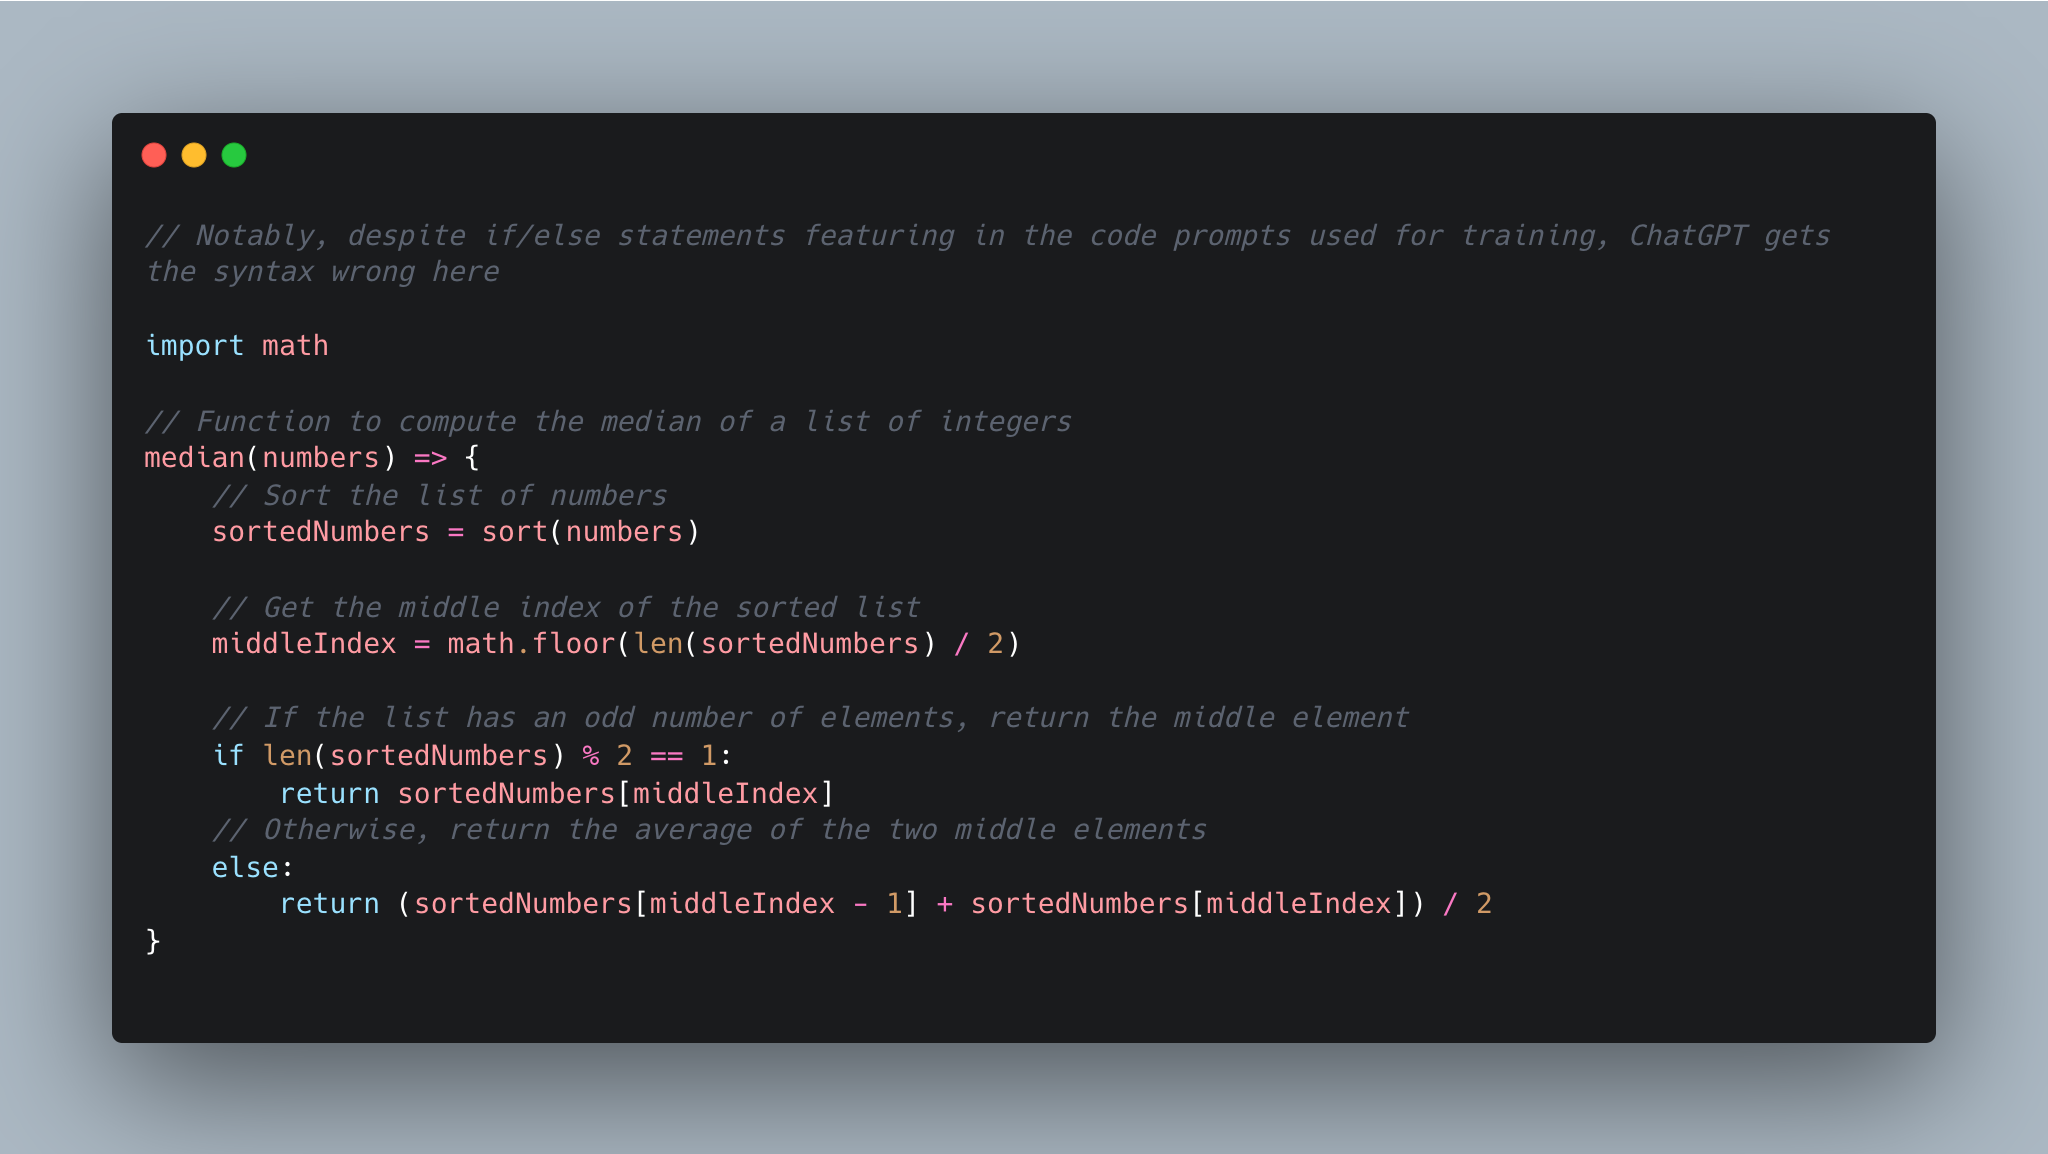 // Notably, despite if/else statements featuring in the code prompts used for training, ChatGPT gets
the syntax wrong here
import math
// Function to compute the median of a list of integers
median(numbers) => {
    // Sort the list of numbers
    sortedNumbers = sort(numbers)
    // Get the middle index of the sorted list
    middleIndex = math.floor(len(sortedNumbers) / 2)
    // If the list has an odd number of elements, return the middle element
    if len(sortedNumbers) % 2 == 1:
        return sortedNumbers[middleIndex]
    // Otherwise, return the average of the two middle elements
    else:
        return (sortedNumbers[middleIndex - 1] + sortedNumbers[middleIndex]) / 2
}